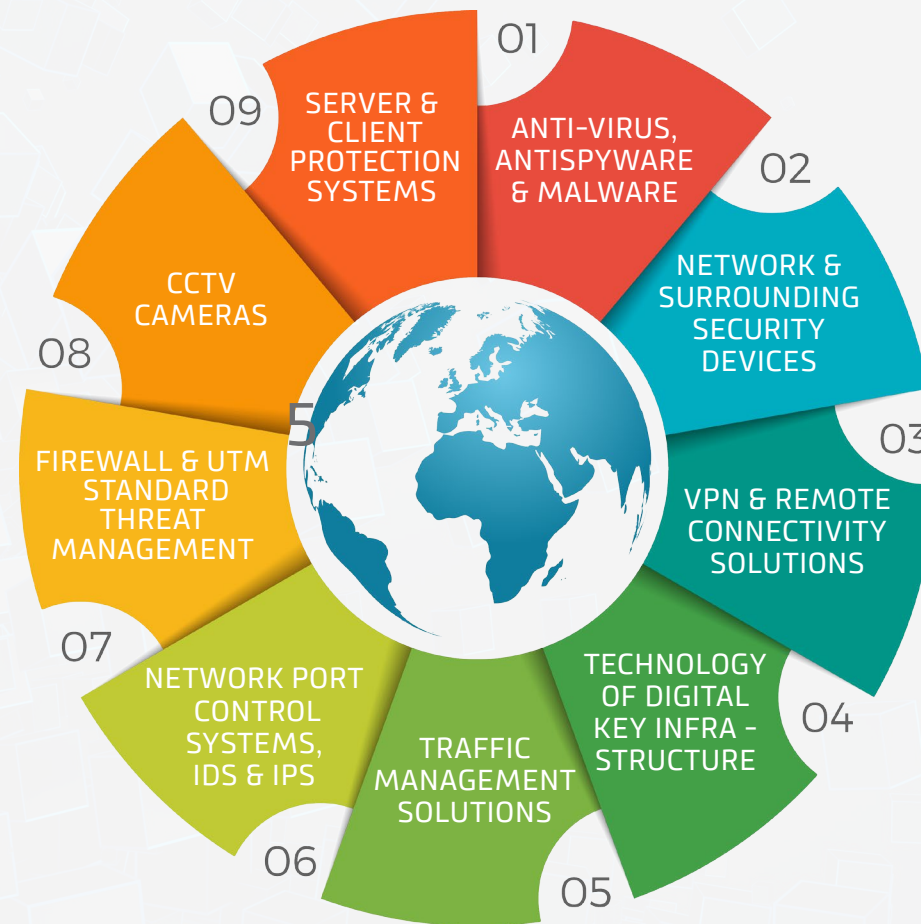 01
ANTI-VIRUS,
ANTISPYWARE
& MALWARE
02
NETWORK &
SURROUNDING
SECURITY
DEVICES
03
VPN & REMOTE
CONNECTIVITY
SOLUTIONS
04
TECHNOLOGY
OF DIGITAL
KEY INFRA -
STRUCTURE
05
TRAFFIC
MANAGEMENT
SOLUTIONS
06
NETWORK PORT
CONTROL
SYSTEMS,
IDS & IPS
07
FIREWALL & UTM
STANDARD
THREAT
MANAGEMENT
08
CCTV
CAMERAS
09
SERVER &
CLIENT
PROTECTION
SYSTEMS
5